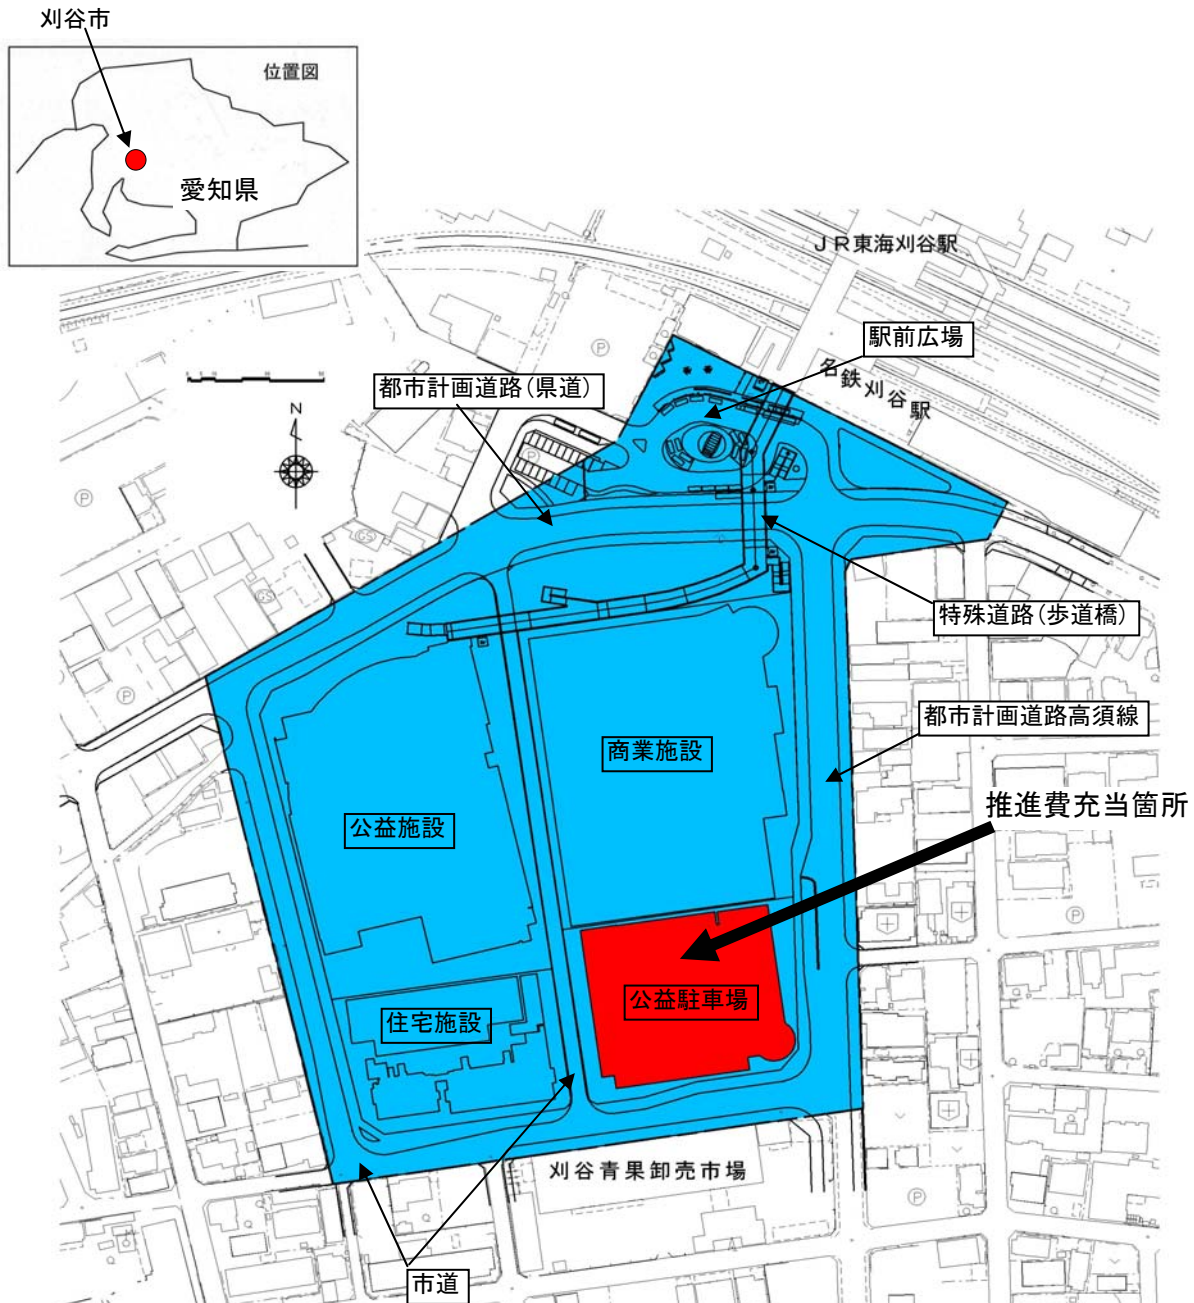 刈谷市
位置図
愛知県
JR東海刈谷駅
駅前広場
名鉄刈谷駅
都市計画道路(県道)
N
P
P
P
GS
GS
P
特殊道路(歩道橋)
都市計画道路高須線
商業施設
推進費充当箇所
公益施設
P
公益駐車場
住宅施設
刈谷青果卸売市場
P
市道